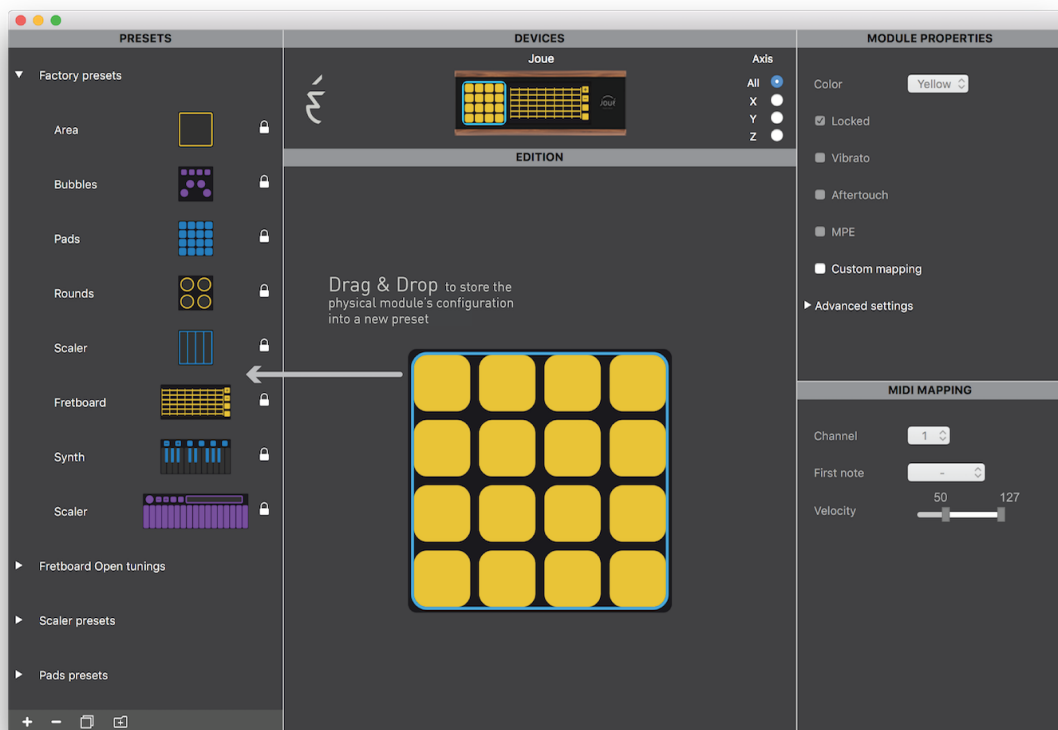 PRESETS
Factory presets
Area
Bubbles
Pads
Rounds
Scaler
Fretboard
Synth
Scaler
Fretboard Open tunings
Scaler presets
Pads presets
DEVICES
Joue
Joué
Axis
All
X
Y
Z
EDITION
Drag & Drop to store the
physical module's configuration
into a new preset
MODULE PROPERTIES
Color Yellow
Locked
Vibrato
Aftertouch
MPE
Custom mapping
Advanced settings
MIDI MAPPING
Channel 1
First note -
50 127
Velocity